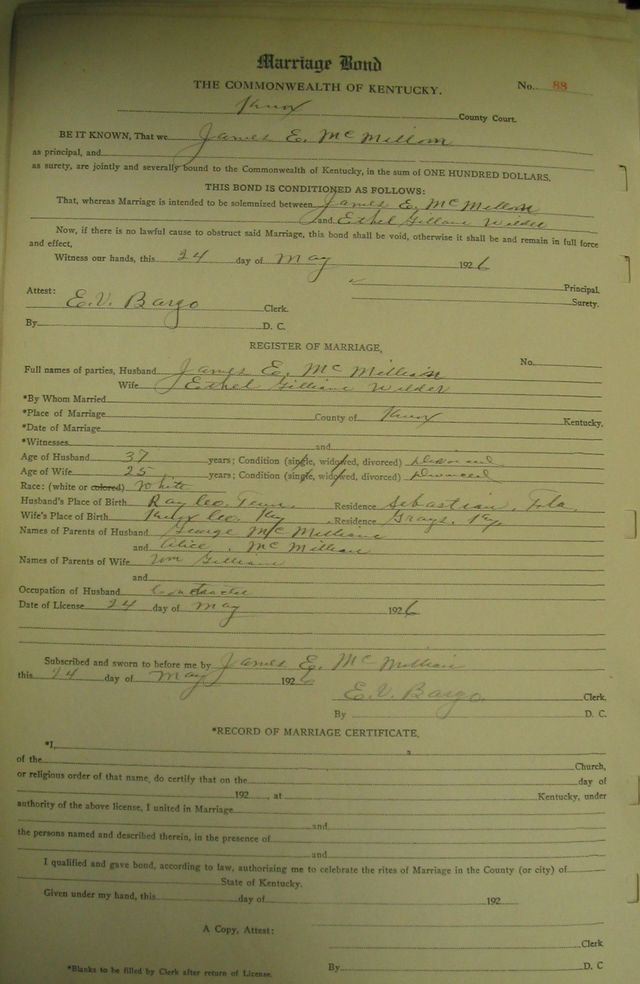 Marriage Bond
THE COMMONWEALTH OF KENTUCKY.
No. 88
Knox County Court.
BE IT KNOWN, That we James E. McMillan
as principal, and
as surety, are jointly and severally bound to the Commonwealth of Kentucky, in the sum of ONE HUNDRED DOLLARS.
THIS BOND IS CONDITIONED AS FOLLOWS:
That, whereas Marriage is intended to be solemnized between James E. McMillan
and Ethel Gilliam Wilder
Now, if there is no lawful cause to obstruct said Marriage, this bond shall be void, otherwise it shall be and remain in full force
and effect,
Witness our hands, this 24 day of May 1926
Principal.
Surety.
Attest:
E.V. Bargo Clerk.
By D. C.
REGISTER OF MARRIAGE,
No.
Full names of parties, Husband James E. McMillian
Wife Ethel Gilliam Wilder
*By Whom Married
*Place of Marriage County of Knox Kentucky.
*Date of Marriage
*Witnesses and
Age of Husband 37 years; Condition (single, widowed, divorced) Divorced
Age of Wife 25 years; Condition (single, widowed, divorced) Divorced
Race: (white or colored) White
Husband's Place of Birth Ray Co. Tenn. Residence Sebastian, Fla
Wife's Place of Birth Knox Co. Ky Residence Grays, Ky
Names of Parents of Husband George McMillian
and Alice McMillian
Names of Parents of Wife Wm Gilliam
and
Occupation of Husband
Date of License 24 day of May 1926
Subscribed and sworn to before me by James E. McMillian
this 24 day of May 1926
E.V. Bargo Clerk.
By D. C.
*RECORD OF MARRIAGE CERTIFICATE.
*I, a
of the Church,
or religious order of that name, do certify that on the day of
192 , at Kentucky, under
authority of the above license, I united in Marriage
and
the persons named and described therein, in the presence of
and
I qualified and gave bond, according to law, authorizing me to celebrate the rites of Marriage in the County (or city) of
State of Kentucky.
Given under my hand, this day of 192
A Copy, Attest:
Clerk
By D. C
*Blanks to be filled by Clerk after return of License.